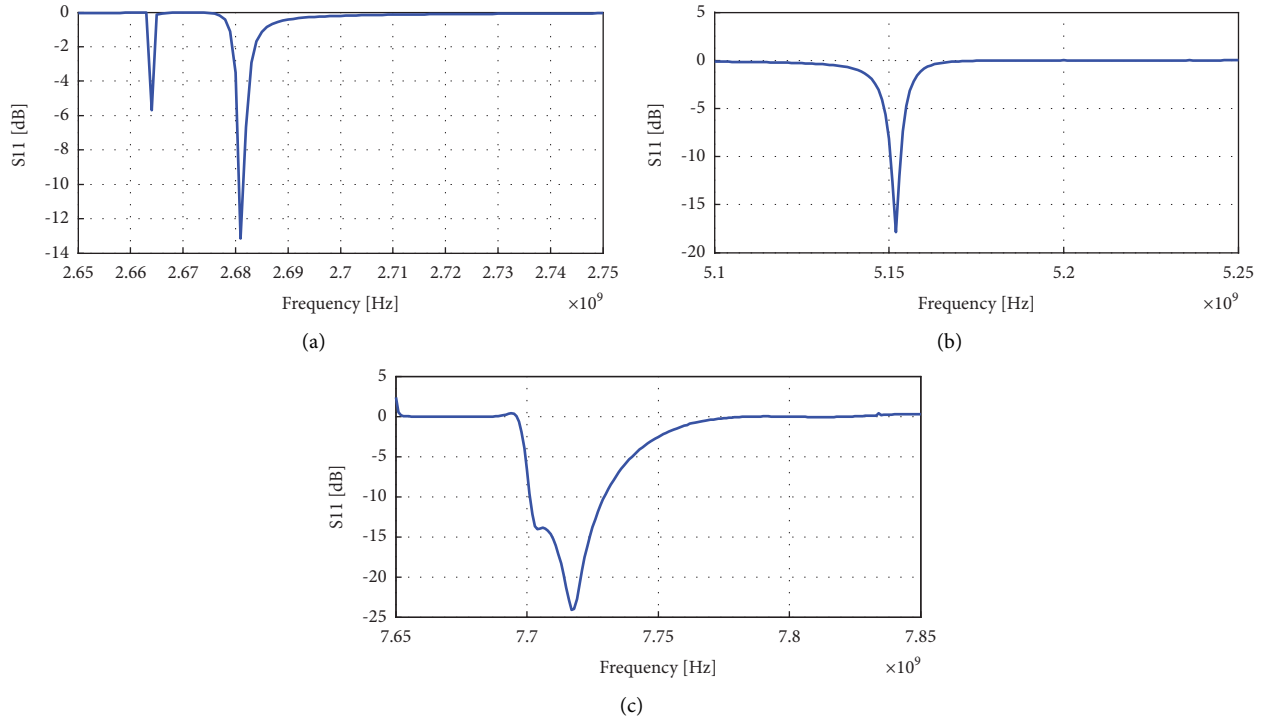 0
-2
-4
-6
-8
-10
-12
-14
S11 [dB]
2.65 2.66 2.67 2.68 2.69 2.7 2.71 2.72 2.73 2.74 2.75
Frequency [Hz] ×10⁹
(a)
5
0
-5
-10
-15
-20
S11 [dB]
5.1 5.15 5.2 5.25
Frequency [Hz] ×10⁹
(b)
5
0
-5
-10
-15
-20
-25
S11 [dB]
7.65 7.7 7.75 7.8 7.85
Frequency [Hz] ×10⁹
(c)